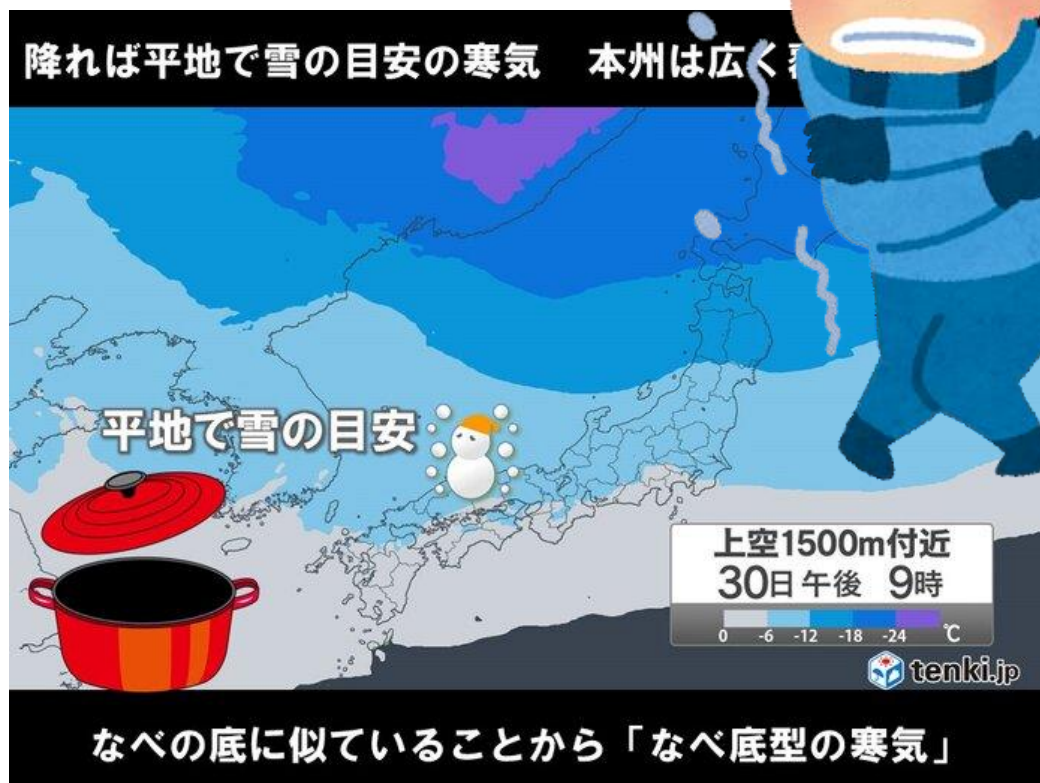 降れば平地で雪の目安の寒気 本州は広く
平地で雪の目安
上空1500m付近
30日午後 9時
0 -6 -12 -18 -24 ℃
tenki.jp
なべの底に似ていることから「なべ底型の寒気」